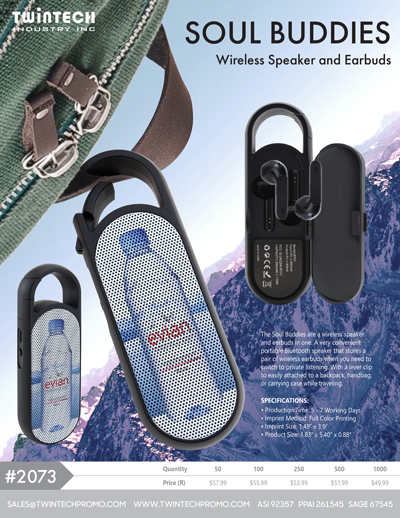 TWINTECH
INDUSTRY INC
SOUL BUDDIES
Wireless Speaker and Earbuds
evian
evian
The Soul Buddies are a wireless speaker
and earbuds in one. A very convenient
portable Bluetooth speaker that stores a
pair of wireless earbuds when you need to
switch to private listening. With a lever clip
to easily attached to a backpack, handbag,
or carrying case while traveling.
SPECIFICATIONS:
• Production Time: 3 – 7 Working Days
• Imprint Method: Full Color Printing
• Imprint Size: 1.49" x 3.9"
• Product Size: 1.83" x 5.40" x 0.88"
#2073
Quantity 50 100 250 500 1000
Price (R) $57.99 $55.99 $53.99 $51.99 $49.99
SALES@TWINTECHPROMO.COM WWW.TWINTECHPROMO.COM ASI 92357 PPAI 261545 SAGE 67545